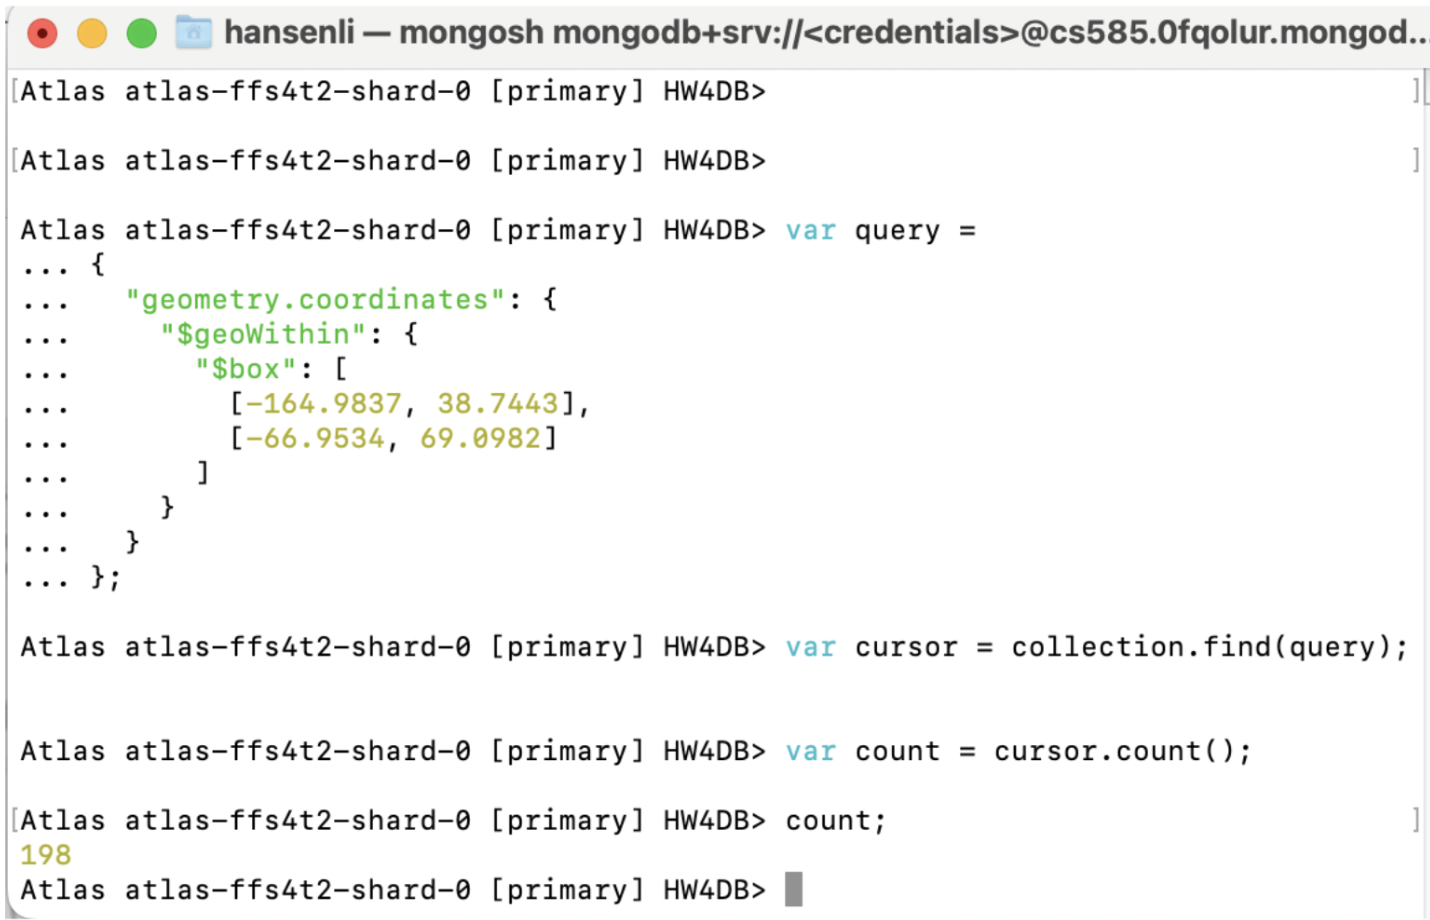 hansenli — mongosh mongodb+srv://<credentials>@cs585.0fqolur.mongod...
[Atlas atlas-ffs4t2-shard-0 [primary] HW4DB> ]
[Atlas atlas-ffs4t2-shard-0 [primary] HW4DB> ]
Atlas atlas-ffs4t2-shard-0 [primary] HW4DB> var query =
... {
...   "geometry.coordinates": {
...     "$geoWithin": {
...       "$box": [
...         [-164.9837, 38.7443],
...         [-66.9534, 69.0982]
...       ]
...     }
...   }
... };
Atlas atlas-ffs4t2-shard-0 [primary] HW4DB> var cursor = collection.find(query);
Atlas atlas-ffs4t2-shard-0 [primary] HW4DB> var count = cursor.count();
[Atlas atlas-ffs4t2-shard-0 [primary] HW4DB> count; ]
198
Atlas atlas-ffs4t2-shard-0 [primary] HW4DB>